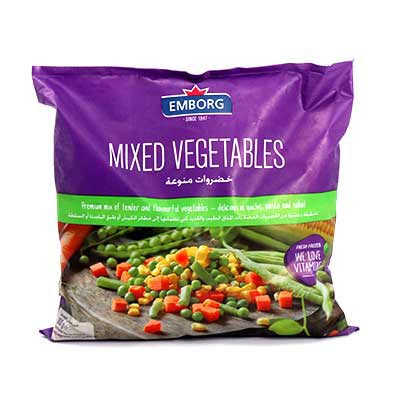 EMBORG
SINCE 1947
MIXED VEGETABLES
خضروات منوعة
Premium mix of tender and flavourful vegetables – delicious in quiche, pasta and salad
FRESH FROZEN
WE LOVE
VITAMINS